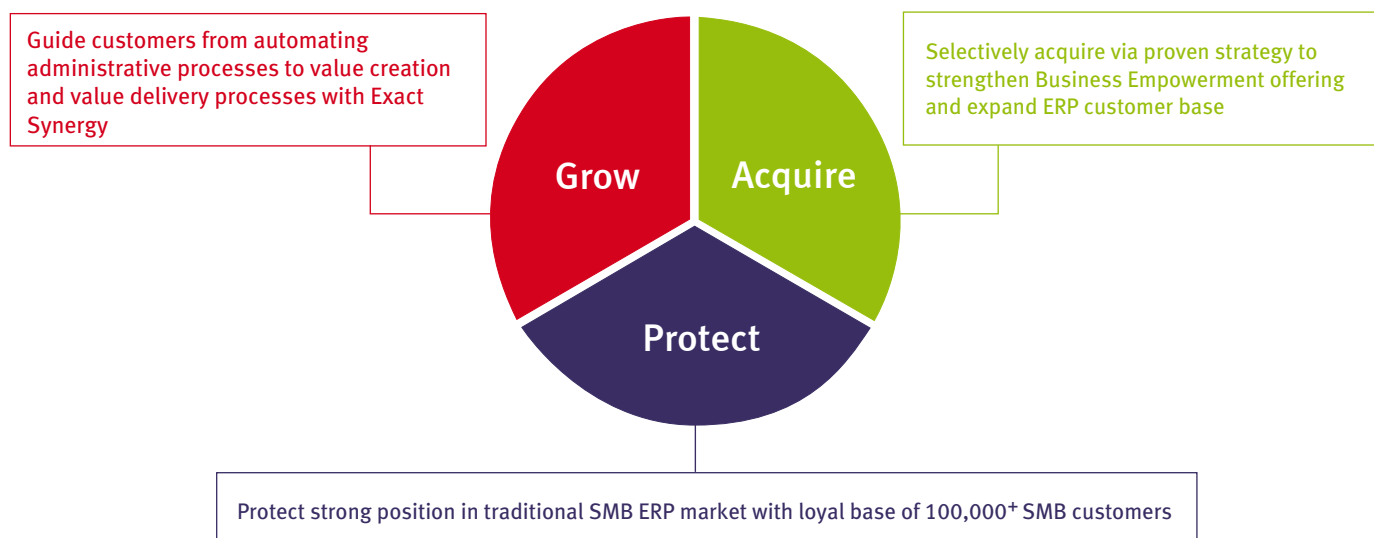 Guide customers from automating
administrative processes to value creation
and value delivery processes with Exact
Synergy
Selectively acquire via proven strategy to
strengthen Business Empowerment offering
and expand ERP customer base
Grow
Acquire
Protect
Protect strong position in traditional SMB ERP market with loyal base of 100,000⁺ SMB customers